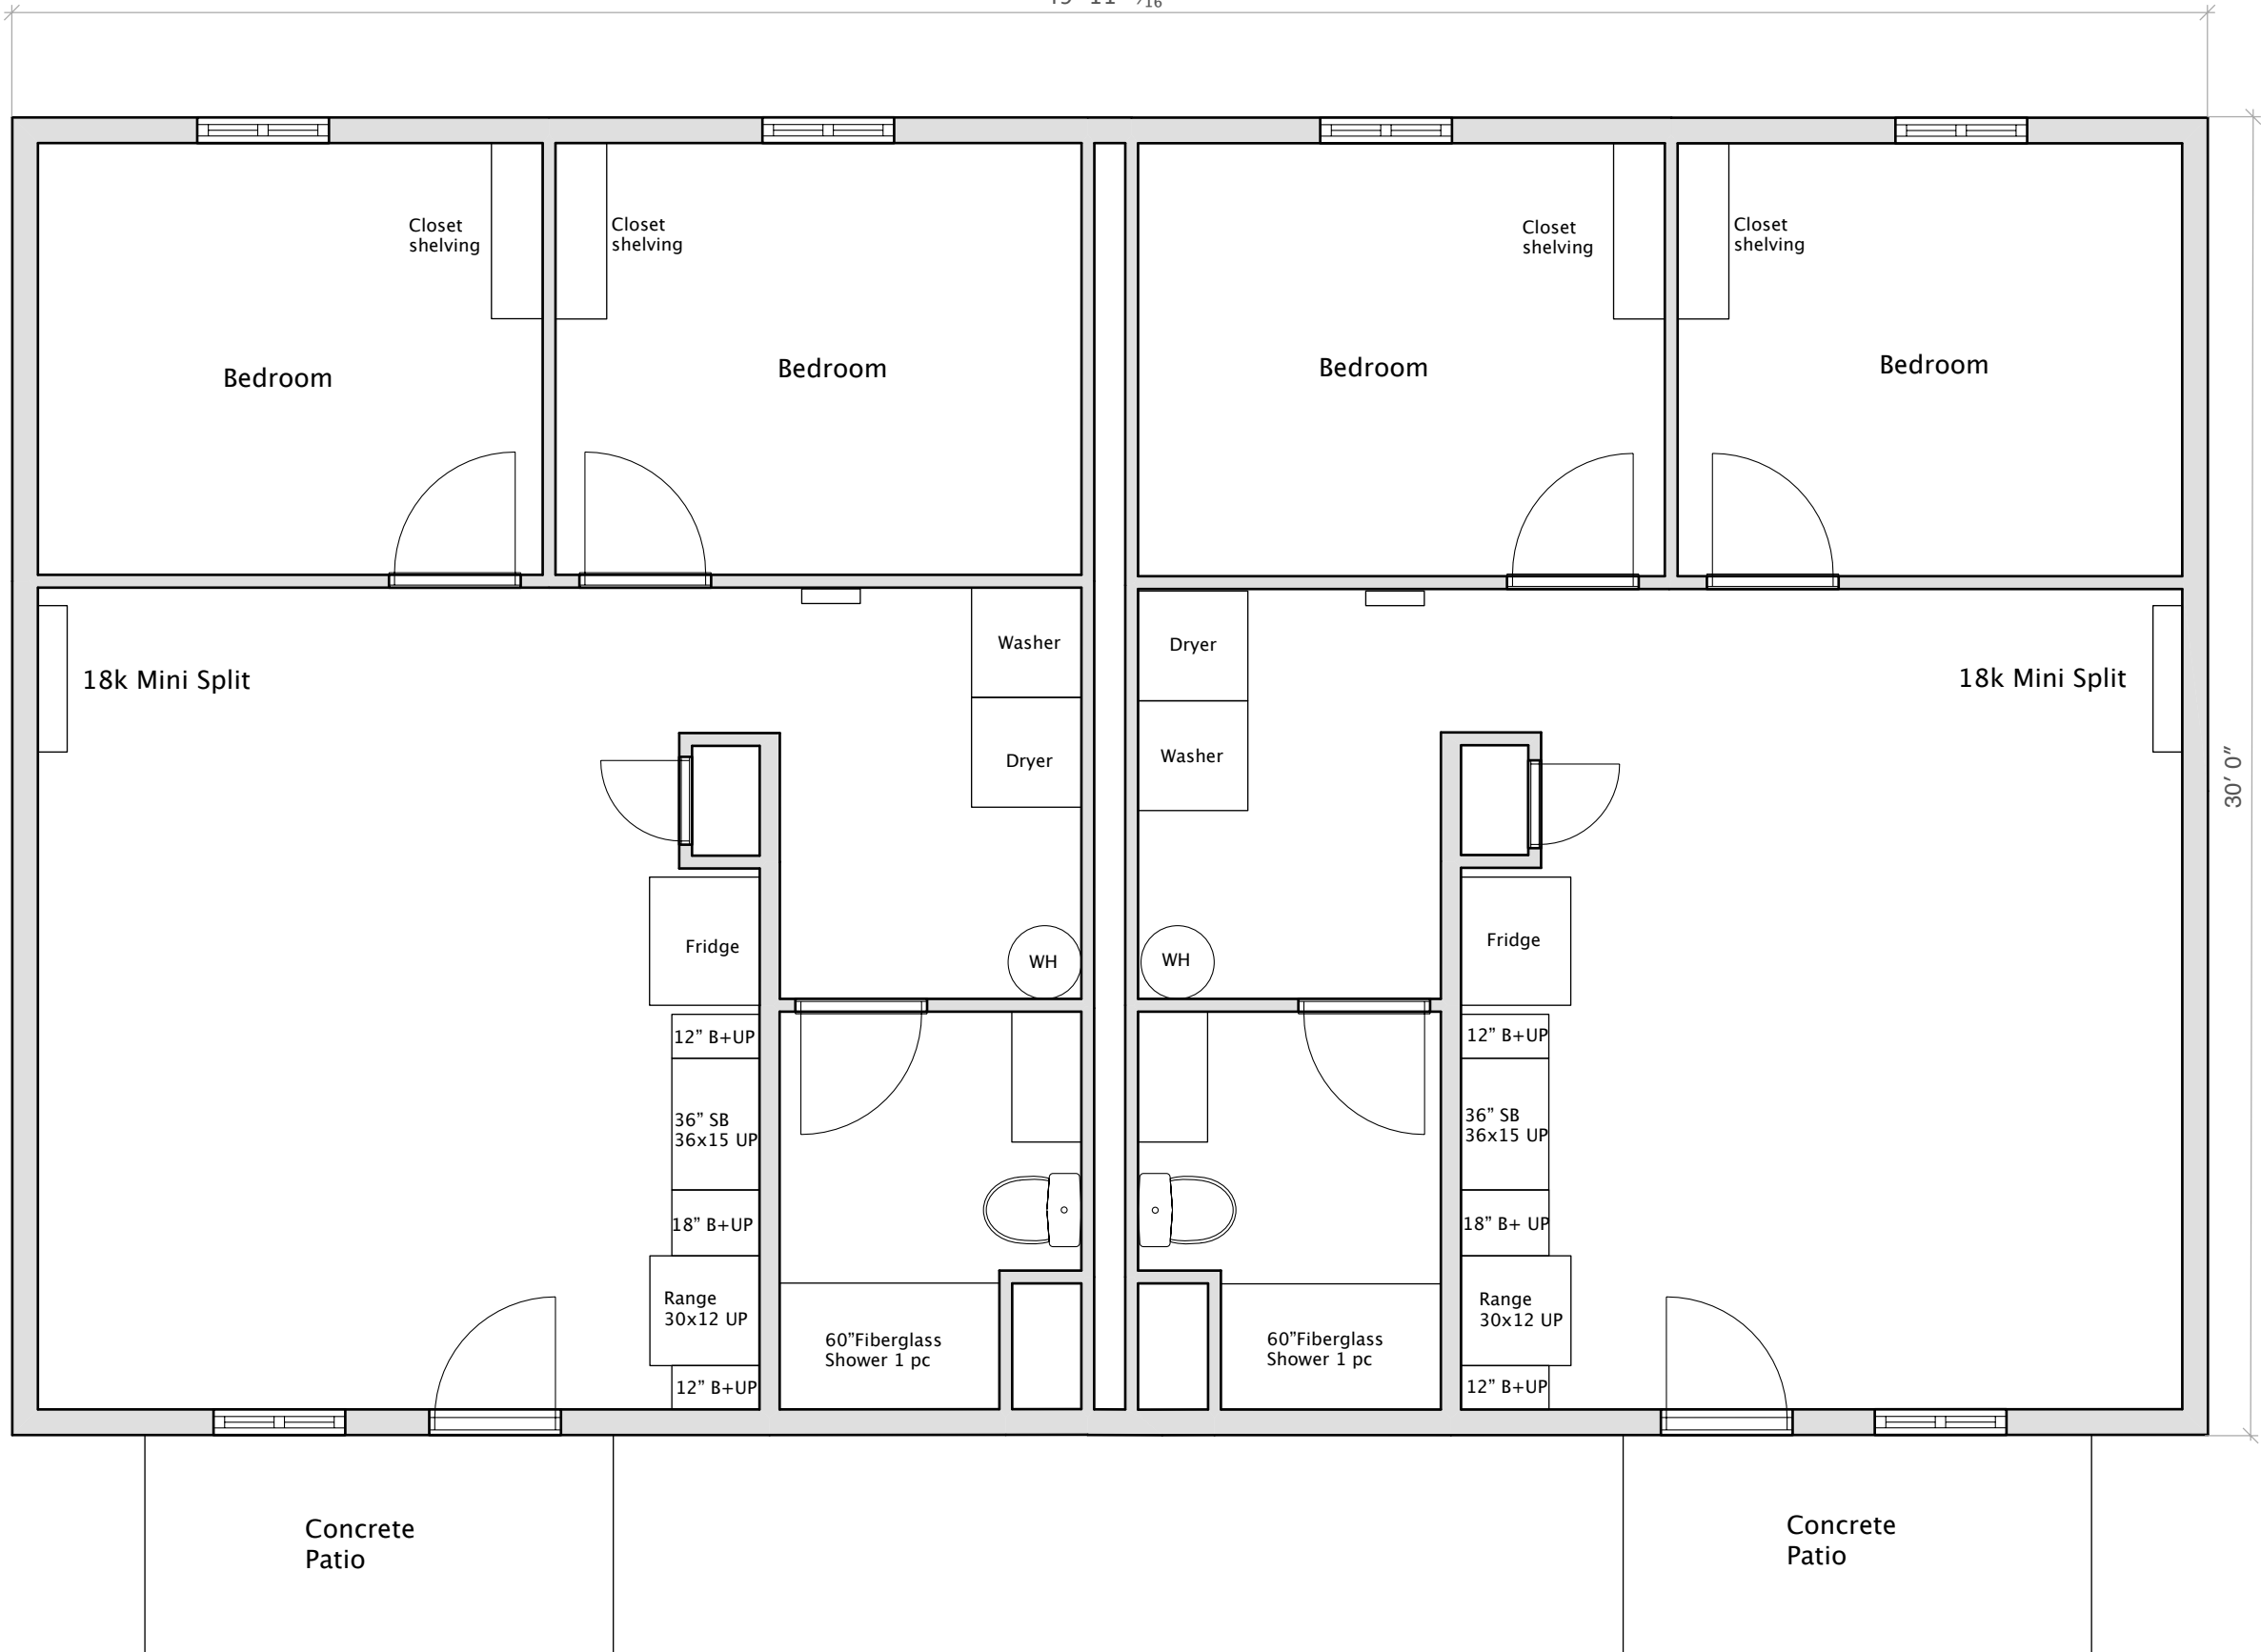 Closet
shelving
Closet
shelving
Closet
shelving
Closet
shelving
Bedroom
Bedroom
Bedroom
Bedroom
18k Mini Split
Washer
Dryer
Dryer
Washer
18k Mini Split
30’ 0”
Fridge
WH
WH
Fridge
12” B+UP
36” SB
36x15 UP
18” B+UP
Range
30x12 UP
12” B+UP
60”Fiberglass
Shower 1 pc
60”Fiberglass
Shower 1 pc
12” B+UP
36” SB
36x15 UP
18” B+ UP
Range
30x12 UP
12” B+UP
Concrete
Patio
Concrete
Patio